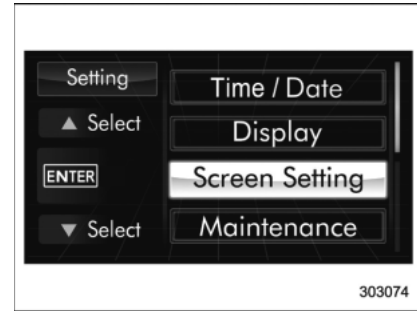 Setting
▲ Select
ENTER
▼ Select
Time / Date
Display
Screen Setting
Maintenance
303074